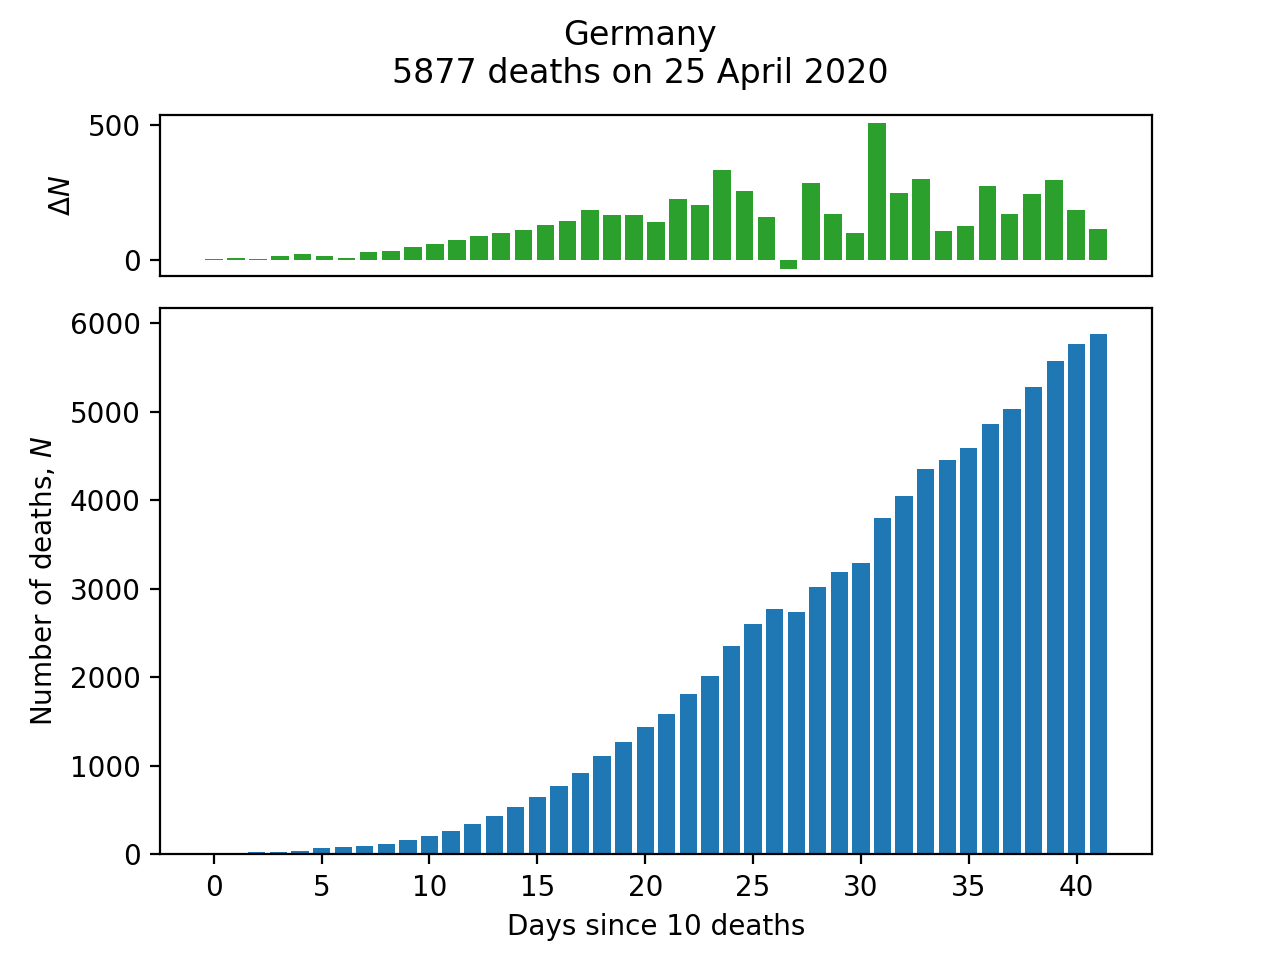 Germany
5877 deaths on 25 April 2020
500
0
ΔN
6000
5000
4000
3000
2000
1000
0
Number of deaths, N
0 5 10 15 20 25 30 35 40
Days since 10 deaths